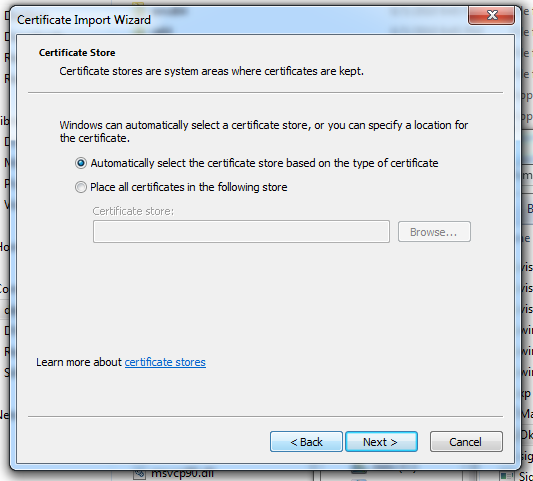 Certificate Import Wizard
Certificate Store
Certificate stores are system areas where certificates are kept.
Windows can automatically select a certificate store, or you can specify a location for
the certificate.
Automatically select the certificate store based on the type of certificate
Place all certificates in the following store
Certificate store:
Browse...
Learn more about certificate stores
< Back
Next >
Cancel
msvcp90.dll